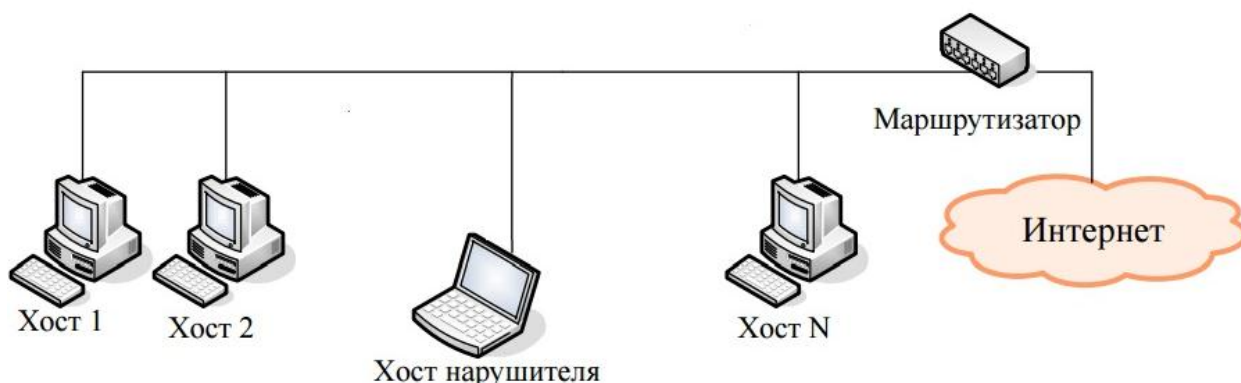 Маршрутизатор
Интернет
Хост 1
Хост 2
Хост N
Хост нарушителя